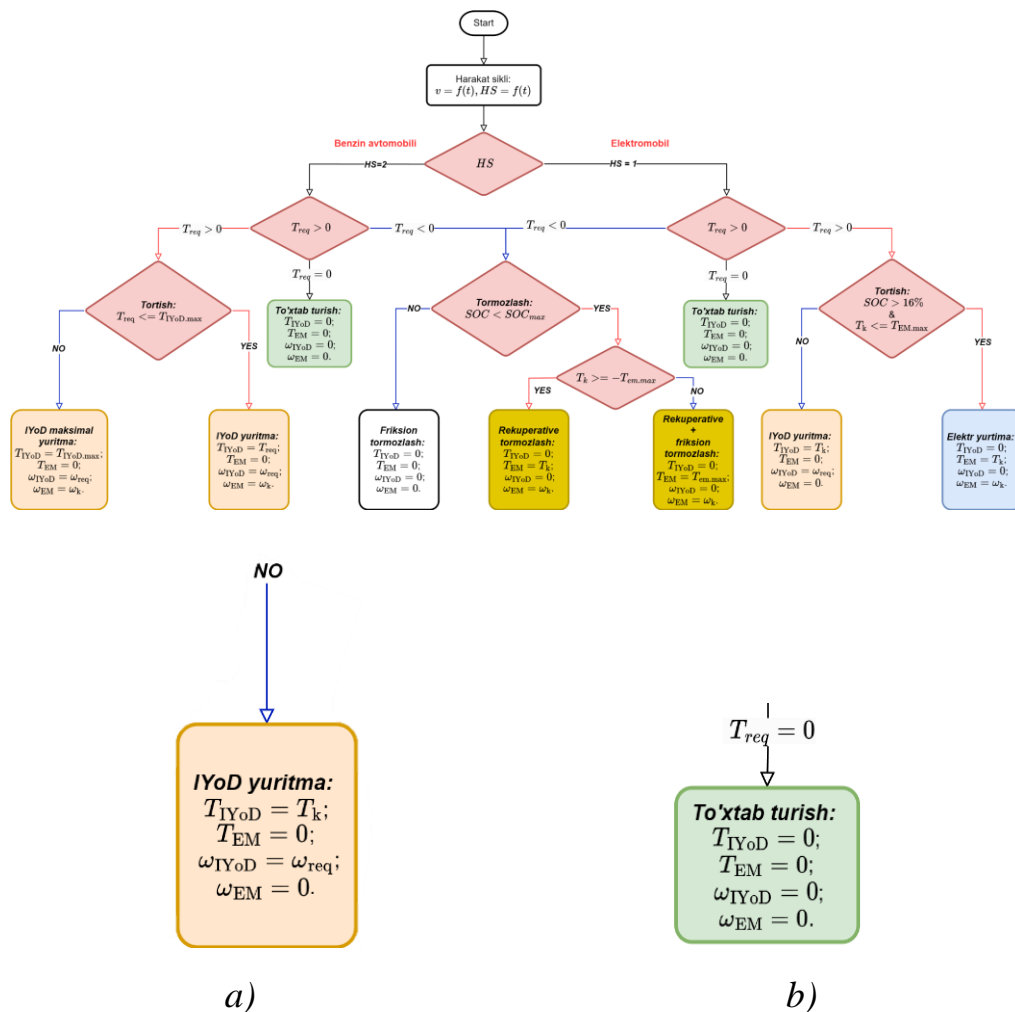 Start
Harakat sikli:
v = f(t), HS = f(t)
Benzin avtomobili
Elektromobil
HS
HS=2
HS = 1
T_req > 0
T_req > 0
T_req < 0
T_req < 0
T_req > 0
T_req > 0
T_req = 0
T_req = 0
Tortish:
T_req <= T_IYoD.max
To'xtab turish:
T_IYoD = 0;
T_EM = 0;
ω_IYoD = 0;
ω_EM = 0.
Tormozlash:
SOC < SOC_max
To'xtab turish:
T_IYoD = 0;
T_EM = 0;
ω_IYoD = 0;
ω_EM = 0.
Tortish:
SOC > 16%
&
T_k <= T_EM.max
NO
YES
NO
YES
NO
YES
T_k >= −T_em.max
YES
NO
IYoD maksimal
yuritma:
T_IYoD = T_IYoD.max;
T_EM = 0;
ω_IYoD = ω_req;
ω_EM = ω_k.
IYoD yuritma:
T_IYoD = T_req;
T_EM = 0;
ω_IYoD = ω_req;
ω_EM = ω_k.
Friksion
tormozlash:
T_IYoD = 0;
T_EM = 0;
ω_IYoD = 0;
ω_EM = 0.
Rekuperative
tormozlash:
T_IYoD = 0;
T_EM = T_k;
ω_IYoD = 0;
ω_EM = ω_k.
Rekuperative
+
friksion
tormozlash:
T_IYoD = 0;
T_EM = T_em.max;
ω_IYoD = 0;
ω_EM = ω_k.
IYoD yuritma:
T_IYoD = T_k;
T_EM = 0;
ω_IYoD = ω_req;
ω_EM = 0.
Elektr yurtima:
T_IYoD = 0;
T_EM = T_k;
ω_IYoD = 0;
ω_EM = ω_k.
NO
IYoD yuritma:
T_IYoD = T_k;
T_EM = 0;
ω_IYoD = ω_req;
ω_EM = 0.
T_req = 0
To'xtab turish:
T_IYoD = 0;
T_EM = 0;
ω_IYoD = 0;
ω_EM = 0.
a)
b)